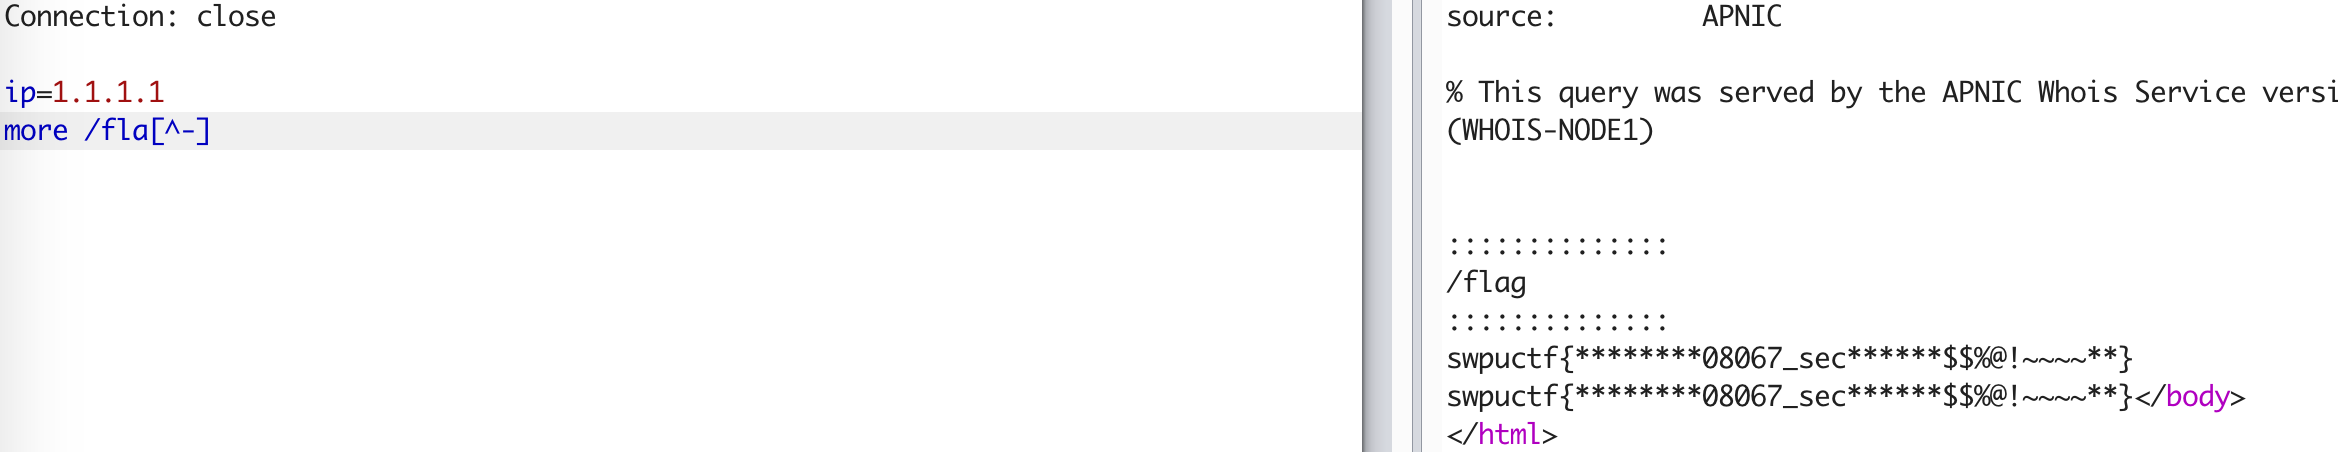 Connection: close
ip=1.1.1.1
more /fla[^-]
source:         APNIC
% This query was served by the APNIC Whois Service versi
(WHOIS-NODE1)
::::::::::::::
/flag
::::::::::::::
swpuctf{********08067_sec******$$%@!~~~~**}
swpuctf{********08067_sec******$$%@!~~~~**}</body>
</html>